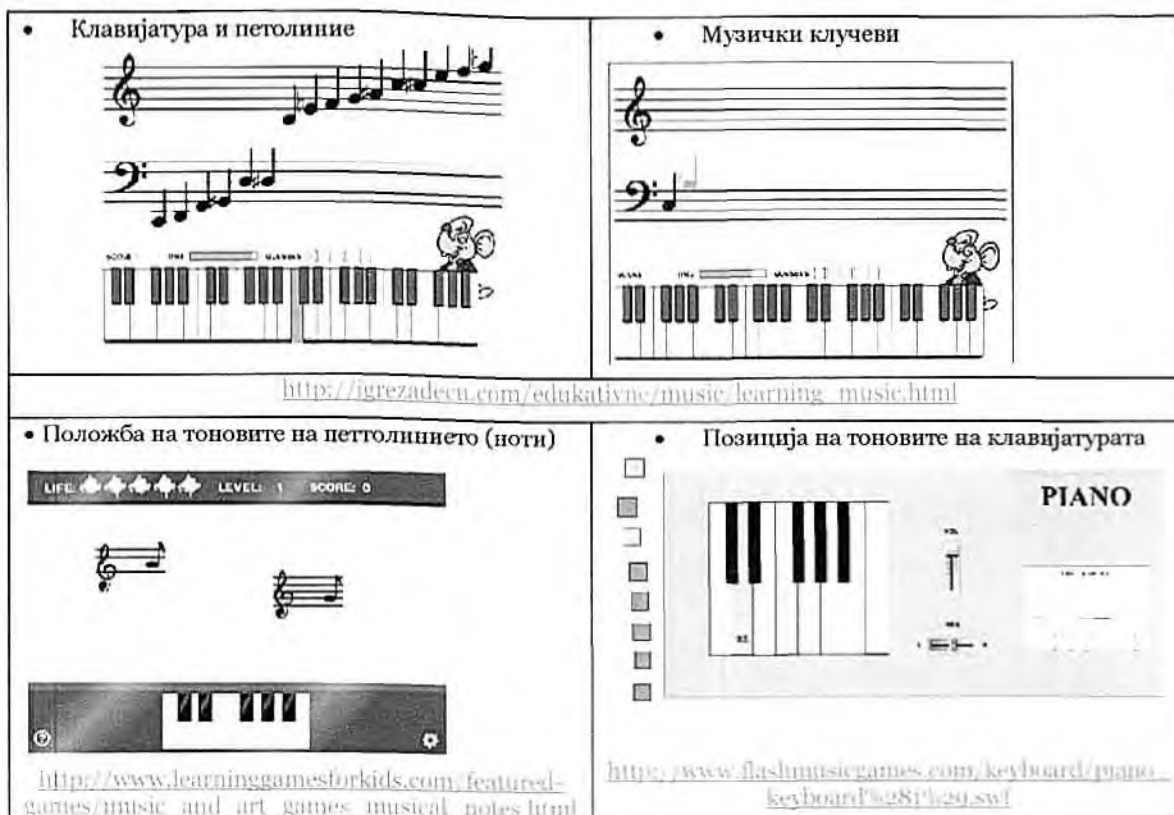 • Клавијатура и петолиние
• Музички клучеви
http://igrezadecu.com/edukativne/music/learning_music.html
• Положба на тоновите на петтолинието (ноти)
LIFE: LEVEL: 1 SCORE: 0
http://www.learninggamesforkids.com/featured-
games/music_and_art_games_musical_notes.html
• Позиција на тоновите на клавијатурата
PIANO
http://www.flashmusicgames.com/keyboard/piano_
keyboard%281%29.swf